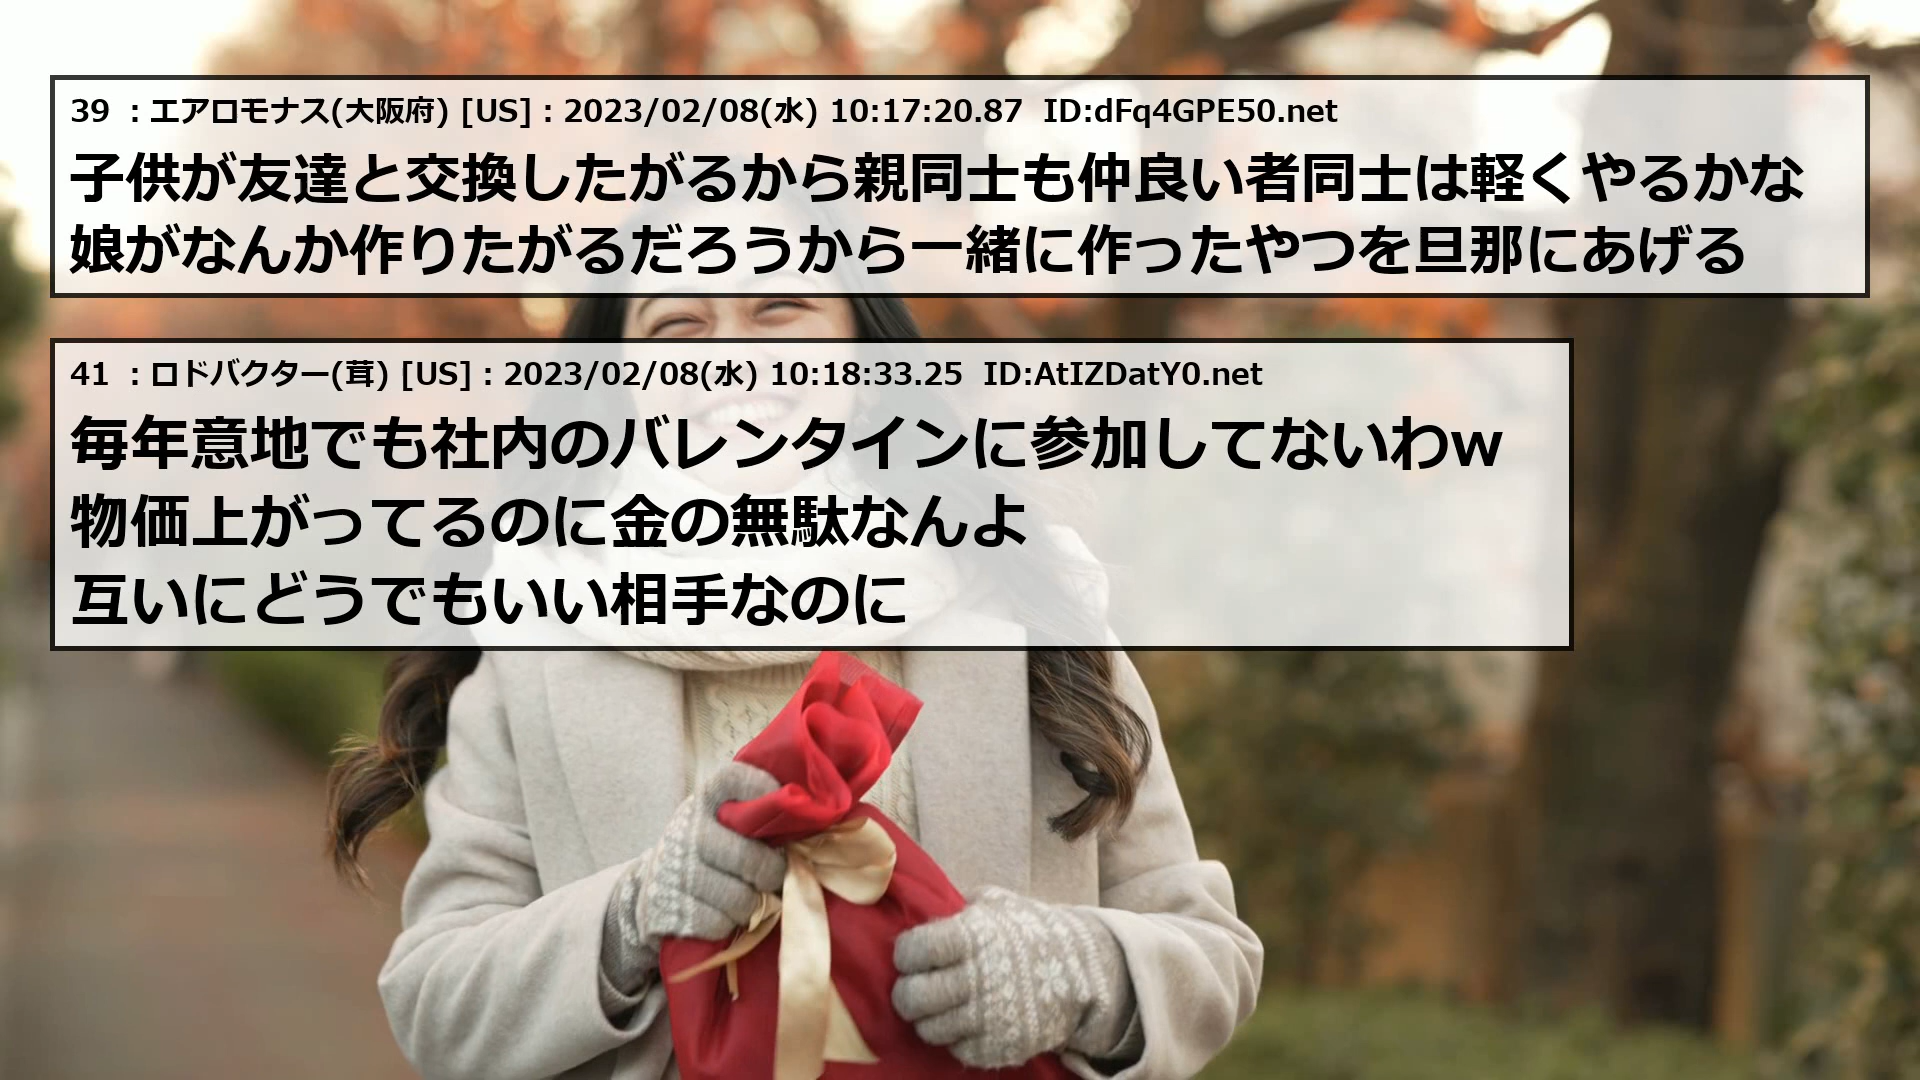 39 ：エアロモナス(大阪府) [US]：2023/02/08(水) 10:17:20.87 ID:dFq4GPE50.net
子供が友達と交換したがるから親同士も仲良い者同士は軽くやるかな
娘がなんか作りたがるだろうから一緒に作ったやつを旦那にあげる
41 ：ロドバクター(茸) [US]：2023/02/08(水) 10:18:33.25 ID:AtIZDatY0.net
毎年意地でも社内のバレンタインに参加してないわw
物価上がってるのに金の無駄なんよ
互いにどうでもいい相手なのに